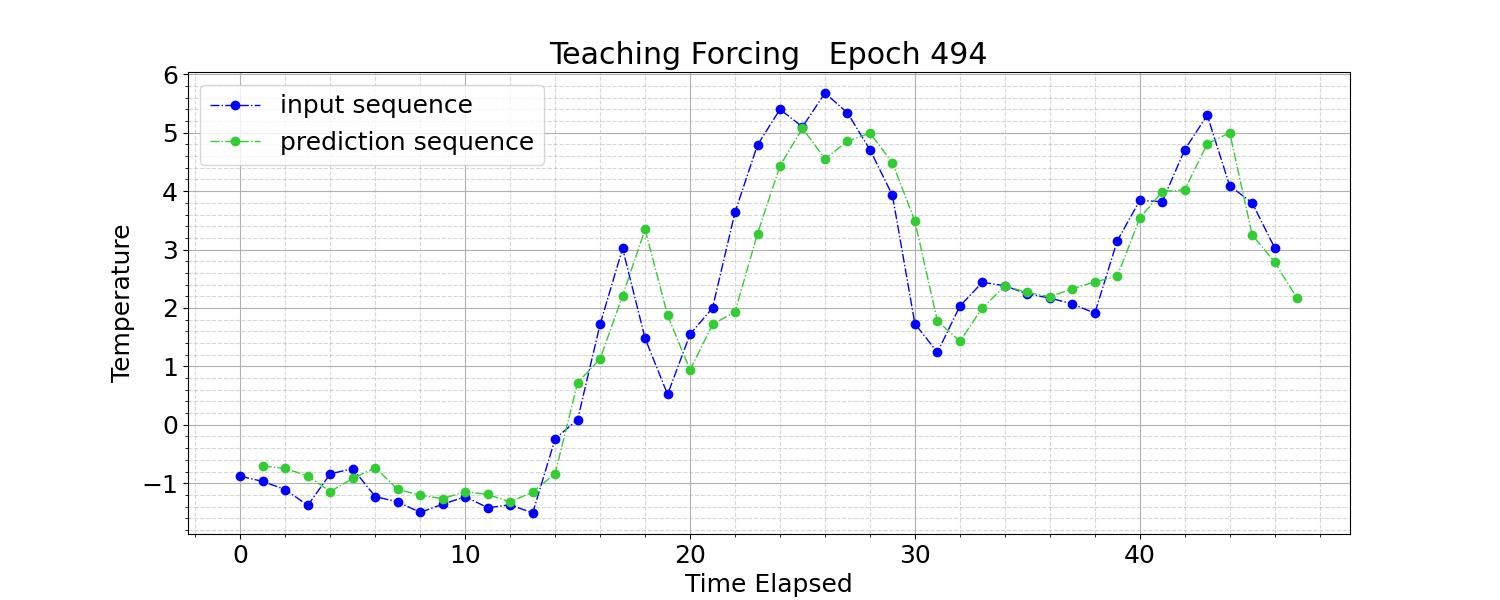 Teaching Forcing   Epoch 494
input sequence
prediction sequence
Temperature
6
5
4
3
2
1
0
−1
0 10 20 30 40
Time Elapsed